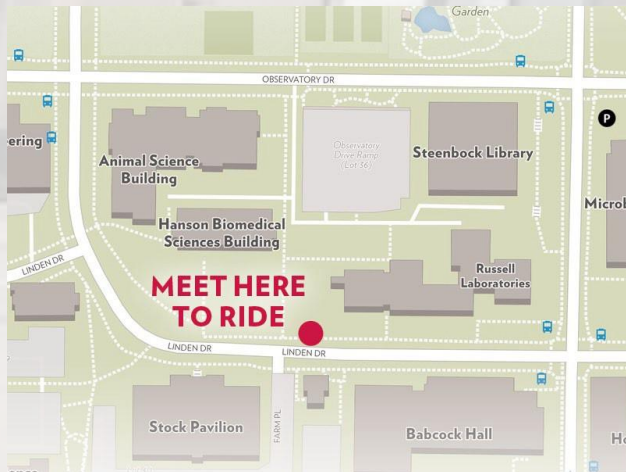 Garden
OBSERVATORY DR
P
ering
Animal Science
Building
Observatory
Drive Ramp
(Lot 36)
Steenbock Library
Microb
Hanson Biomedical
Sciences Building
LINDEN DR
MEET HERE
TO RIDE
Russell
Laboratories
LINDEN DR
LINDEN DR
Stock Pavilion
FARM PL
Babcock Hall
Ho